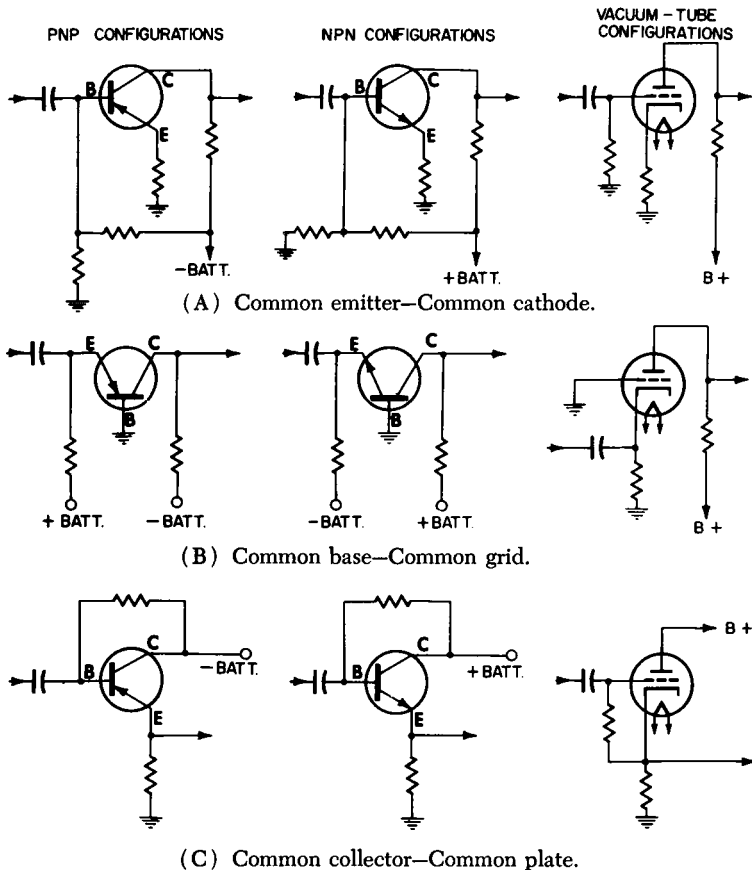 PNP CONFIGURATIONS
NPN CONFIGURATIONS
VACUUM-TUBE
CONFIGURATIONS
B
C
E
-BATT.
B
C
E
+BATT.
B+
(A) Common emitter—Common cathode.
E
C
B
+BATT.
-BATT.
E
C
B
-BATT.
+BATT.
B+
(B) Common base—Common grid.
B
C
E
-BATT.
B
C
E
+BATT.
B+
(C) Common collector—Common plate.